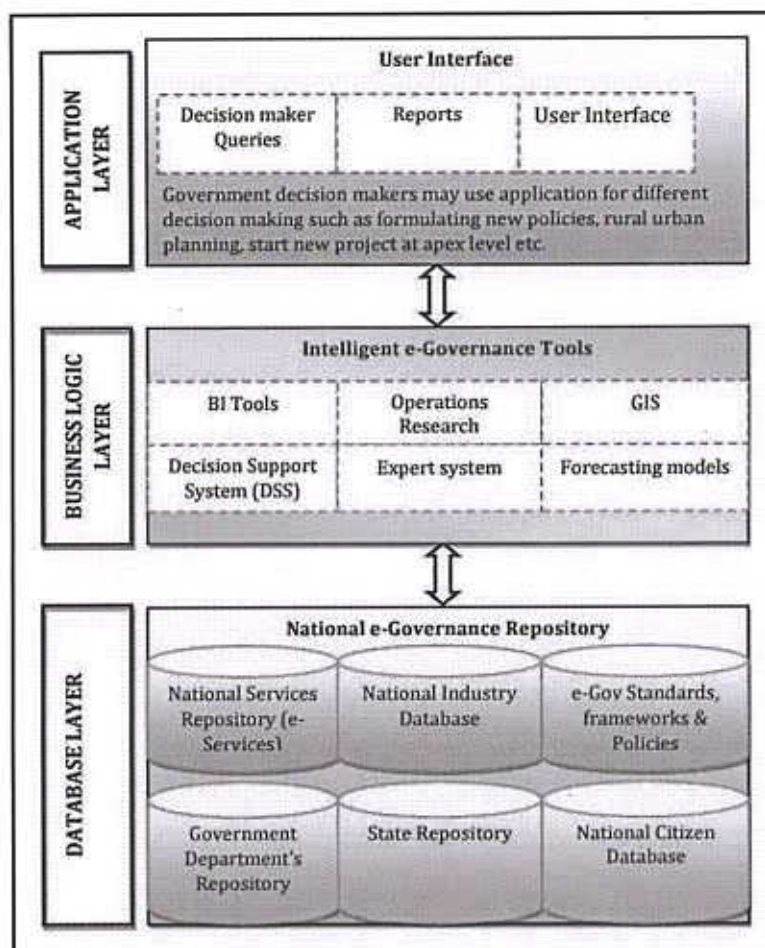 APPLICATION
LAYER
User Interface
Decision maker
Queries
Reports
User Interface
Government decision makers may use application for different
decision making such as formulating new policies, rural urban
planning, start new project at apex level etc.
BUSINESS LOGIC
LAYER
Intelligent e-Governance Tools
BI Tools
Operations
Research
GIS
Decision Support
System (DSS)
Expert system
Forecasting models
DATABASE LAYER
National e-Governance Repository
National Services
Repository (e-
Services)
National Industry
Database
e-Gov Standards,
frameworks &
Policies
Government
Department's
Repository
State Repository
National Citizen
Database